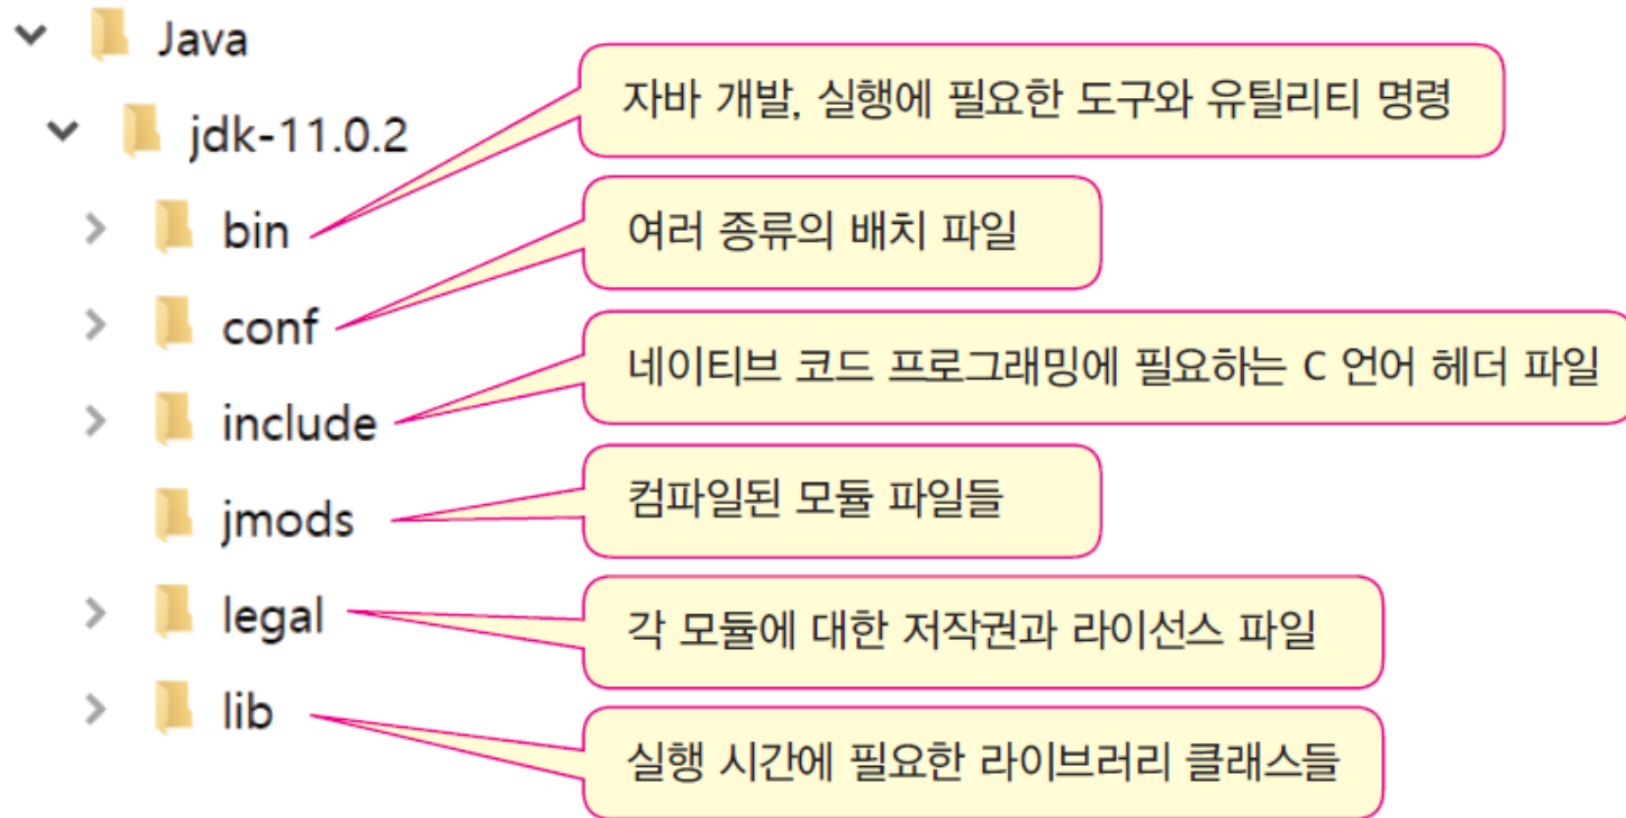 Java
jdk-11.0.2
bin
자바 개발, 실행에 필요한 도구와 유틸리티 명령
conf
여러 종류의 배치 파일
include
네이티브 코드 프로그래밍에 필요하는 C 언어 헤더 파일
jmods
컴파일된 모듈 파일들
legal
각 모듈에 대한 저작권과 라이선스 파일
lib
실행 시간에 필요한 라이브러리 클래스들